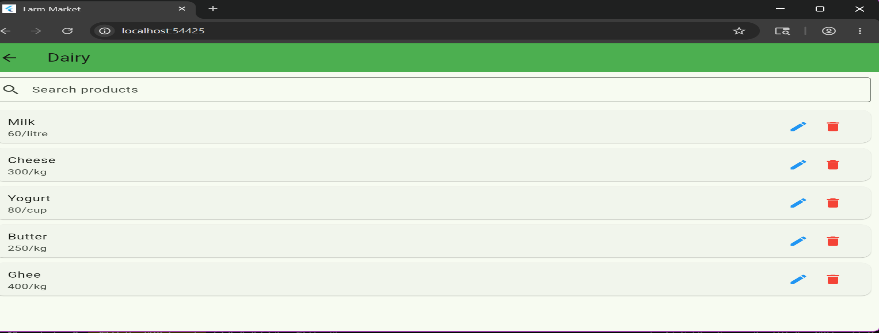 Farm Market
localhost:54425
Dairy
Search products
Milk
60/litre
Cheese
300/kg
Yogurt
80/cup
Butter
250/kg
Ghee
400/kg